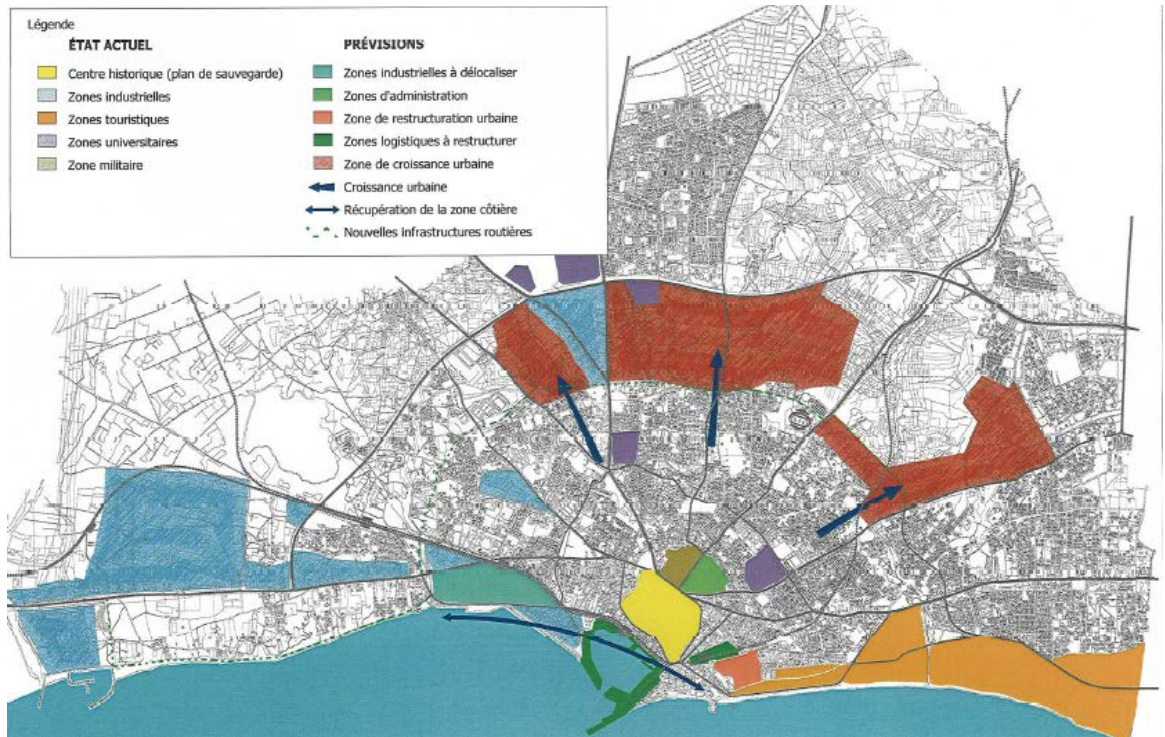 Légende
ÉTAT ACTUEL
Centre historique (plan de sauvegarde)
Zones industrielles
Zones touristiques
Zones universitaires
Zone militaire
PRÉVISIONS
Zones industrielles à délocaliser
Zones d'administration
Zone de restructuration urbaine
Zones logistiques à restructurer
Zone de croissance urbaine
Croissance urbaine
Récupération de la zone côtière
Nouvelles infrastructures routières